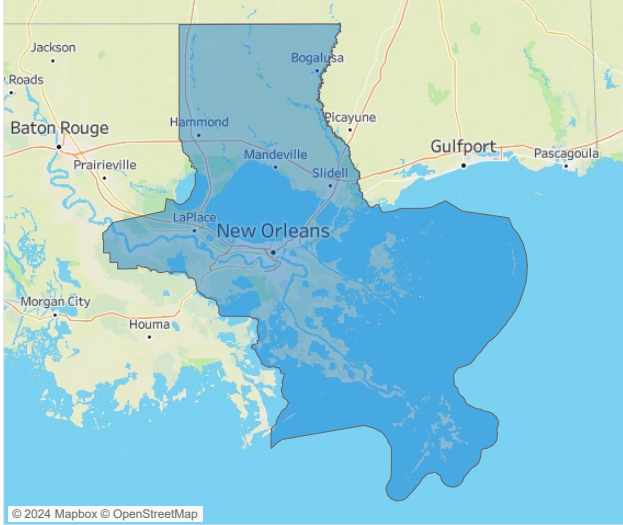 Jackson
Bogalusa
Roads
Picayune
Hammond
Baton Rouge
Gulfport
Mandeville
Pascagoula
Prairieville
Slidell
LaPlace
New Orleans
Morgan City
Houma
© 2024 Mapbox © OpenStreetMap